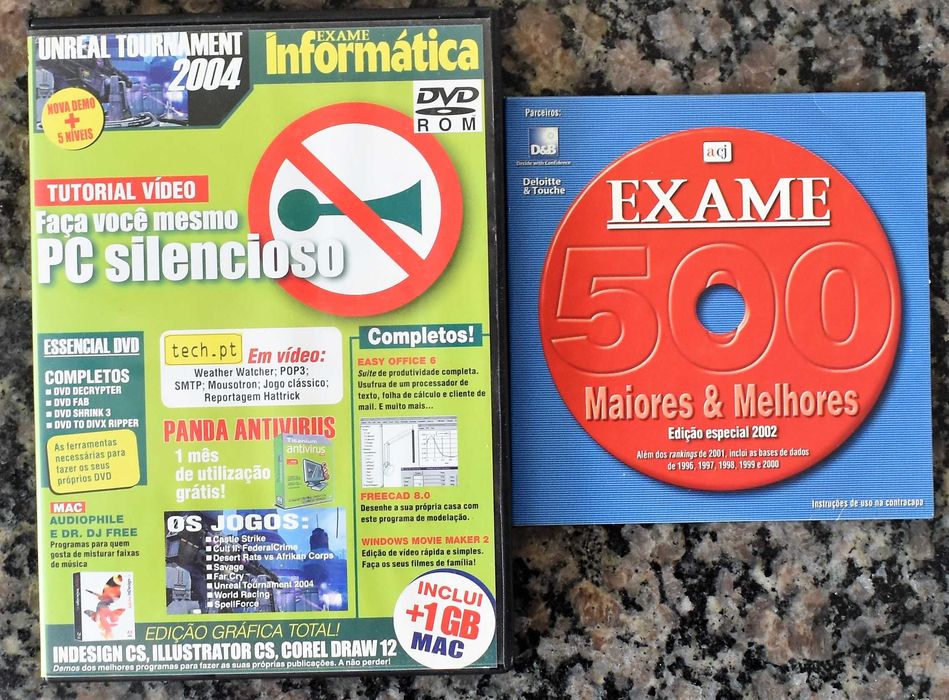 UNREAL TOURNAMENT
2004
NOVA DEMO
+
5 NÍVEIS
EXAME
Informática
DVD
ROM
TUTORIAL VÍDEO
Faça você mesmo
PC silencioso
ESSENCIAL DVD
COMPLETOS
DVD DECRYPTER
DVD FAB
DVD SHRINK 3
DVD TO DIVX RIPPER
As ferramentas
necessárias para
fazer os seus
próprios DVD
MAC
AUDIOPHILE
E DR. DJ FREE
Programas para quem
gosta de misturar faixas
de música
tech.pt
Em vídeo:
Weather Watcher; POP3;
SMTP; Mousotron; Jogo clássico;
Reportagem Hattrick
PANDA ANTIVIRUS
1 mês
de utilização
grátis!
Titanium
antivirus
OS JOGOS:
Castle Strike
Cult II: FederalCrime
Desert Rats vs Afrikan Corps
Savage
Far Cry
Unreal Tournament 2004
World Racing
SpellForce
Completos!
EASY OFFICE 6
Suite de produtividade completa.
Usufrua de um processador de
texto, folha de cálculo e cliente de
mail. E muito mais...
FREECAD 8.0
Desenhe a sua própria casa com
este programa de modelação.
WINDOWS MOVIE MAKER 2
Edição de vídeo rápida e simples.
Faça os seus filmes de família!
INCLUI
+1 GB
MAC
EDIÇÃO GRÁFICA TOTAL!
INDESIGN CS, ILLUSTRATOR CS, COREL DRAW 12
Demos dos melhores programas para fazer as suas próprias publicações. A não perder!
Parceiros:
D&B
Decide with Confidence
Deloitte
& Touche
acj
EXAME
500
Maiores & Melhores
Edição especial 2002
Além dos rankings de 2001, inclui as bases de dados
de 1996, 1997, 1998, 1999 e 2000
Instruções de uso na contracapa